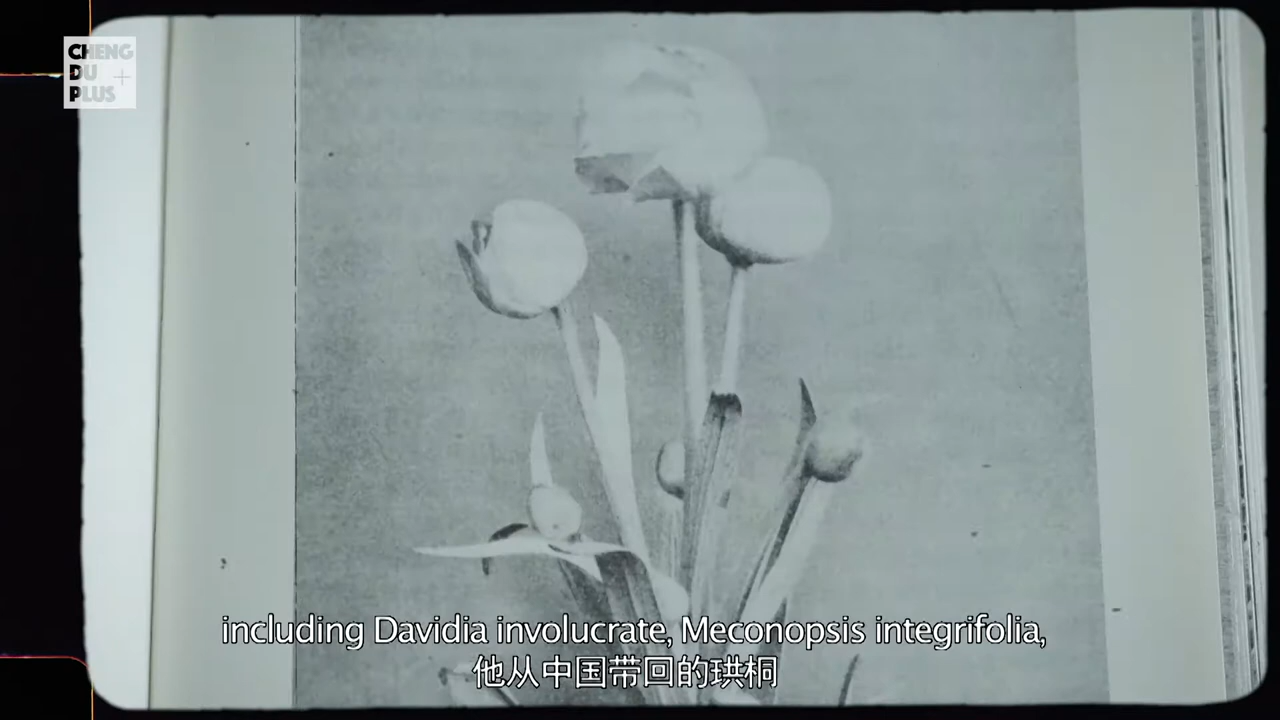 CHENG
DU
PLUS
including Davidia involucrate, Meconopsis integrifolia,
他从中国带回的珙桐